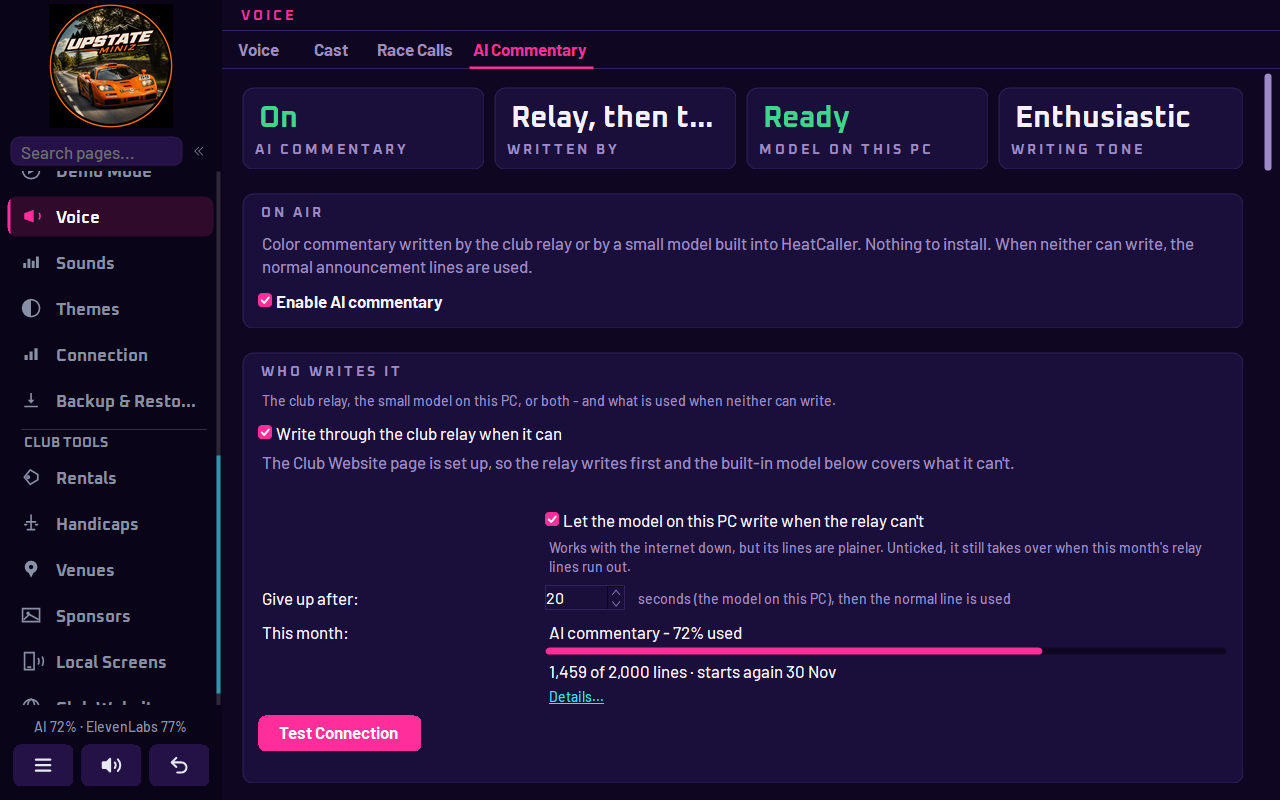 UPSTATE
MINIZ
Search pages...
«
Demo Mode
Voice
Sounds
Themes
Connection
Backup & Resto...
CLUB TOOLS
Rentals
Handicaps
Venues
Sponsors
Local Screens
AI 72% · ElevenLabs 77%
VOICE
Voice
Cast
Race Calls
AI Commentary
On
AI COMMENTARY
Relay, then t...
WRITTEN BY
Ready
MODEL ON THIS PC
Enthusiastic
WRITING TONE
ON AIR
Color commentary written by the club relay or by a small model built into HeatCaller. Nothing to install. When neither can write, the
normal announcement lines are used.
Enable AI commentary
WHO WRITES IT
The club relay, the small model on this PC, or both - and what is used when neither can write.
Write through the club relay when it can
The Club Website page is set up, so the relay writes first and the built-in model below covers what it can't.
Let the model on this PC write when the relay can't
Works with the internet down, but its lines are plainer. Unticked, it still takes over when this month's relay
lines run out.
Give up after:
20
seconds (the model on this PC), then the normal line is used
This month:
AI commentary - 72% used
1,459 of 2,000 lines · starts again 30 Nov
Details...
Test Connection